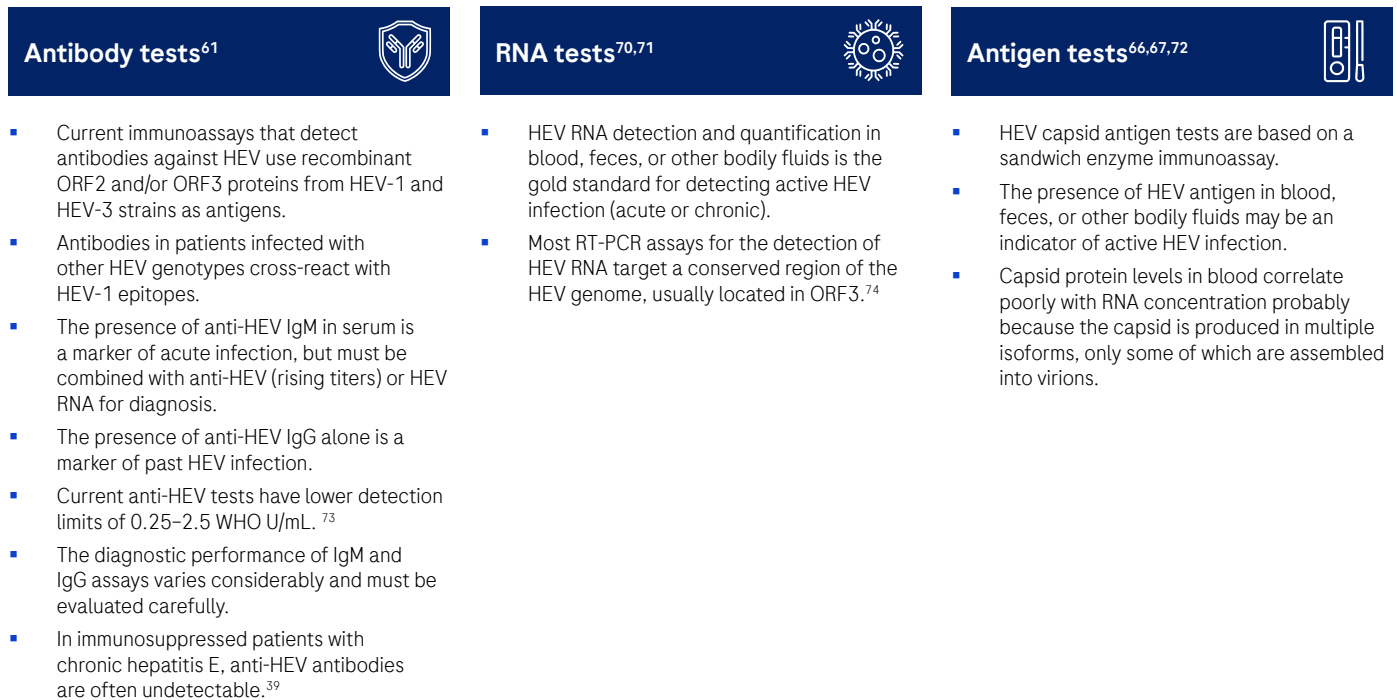 Antibody tests61
▪ Current immunoassays that detect
antibodies against HEV use recombinant
ORF2 and/or ORF3 proteins from HEV-1 and
HEV-3 strains as antigens.
▪ Antibodies in patients infected with
other HEV genotypes cross-react with
HEV-1 epitopes.
▪ The presence of anti-HEV IgM in serum is
a marker of acute infection, but must be
combined with anti-HEV (rising titers) or HEV
RNA for diagnosis.
▪ The presence of anti-HEV IgG alone is a
marker of past HEV infection.
▪ Current anti-HEV tests have lower detection
limits of 0.25–2.5 WHO U/mL. 73
▪ The diagnostic performance of IgM and
IgG assays varies considerably and must be
evaluated carefully.
▪ In immunosuppressed patients with
chronic hepatitis E, anti-HEV antibodies
are often undetectable.39
RNA tests70,71
▪ HEV RNA detection and quantification in
blood, feces, or other bodily fluids is the
gold standard for detecting active HEV
infection (acute or chronic).
▪ Most RT-PCR assays for the detection of
HEV RNA target a conserved region of the
HEV genome, usually located in ORF3.74
Antigen tests66,67,72
▪ HEV capsid antigen tests are based on a
sandwich enzyme immunoassay.
▪ The presence of HEV antigen in blood,
feces, or other bodily fluids may be an
indicator of active HEV infection.
▪ Capsid protein levels in blood correlate
poorly with RNA concentration probably
because the capsid is produced in multiple
isoforms, only some of which are assembled
into virions.